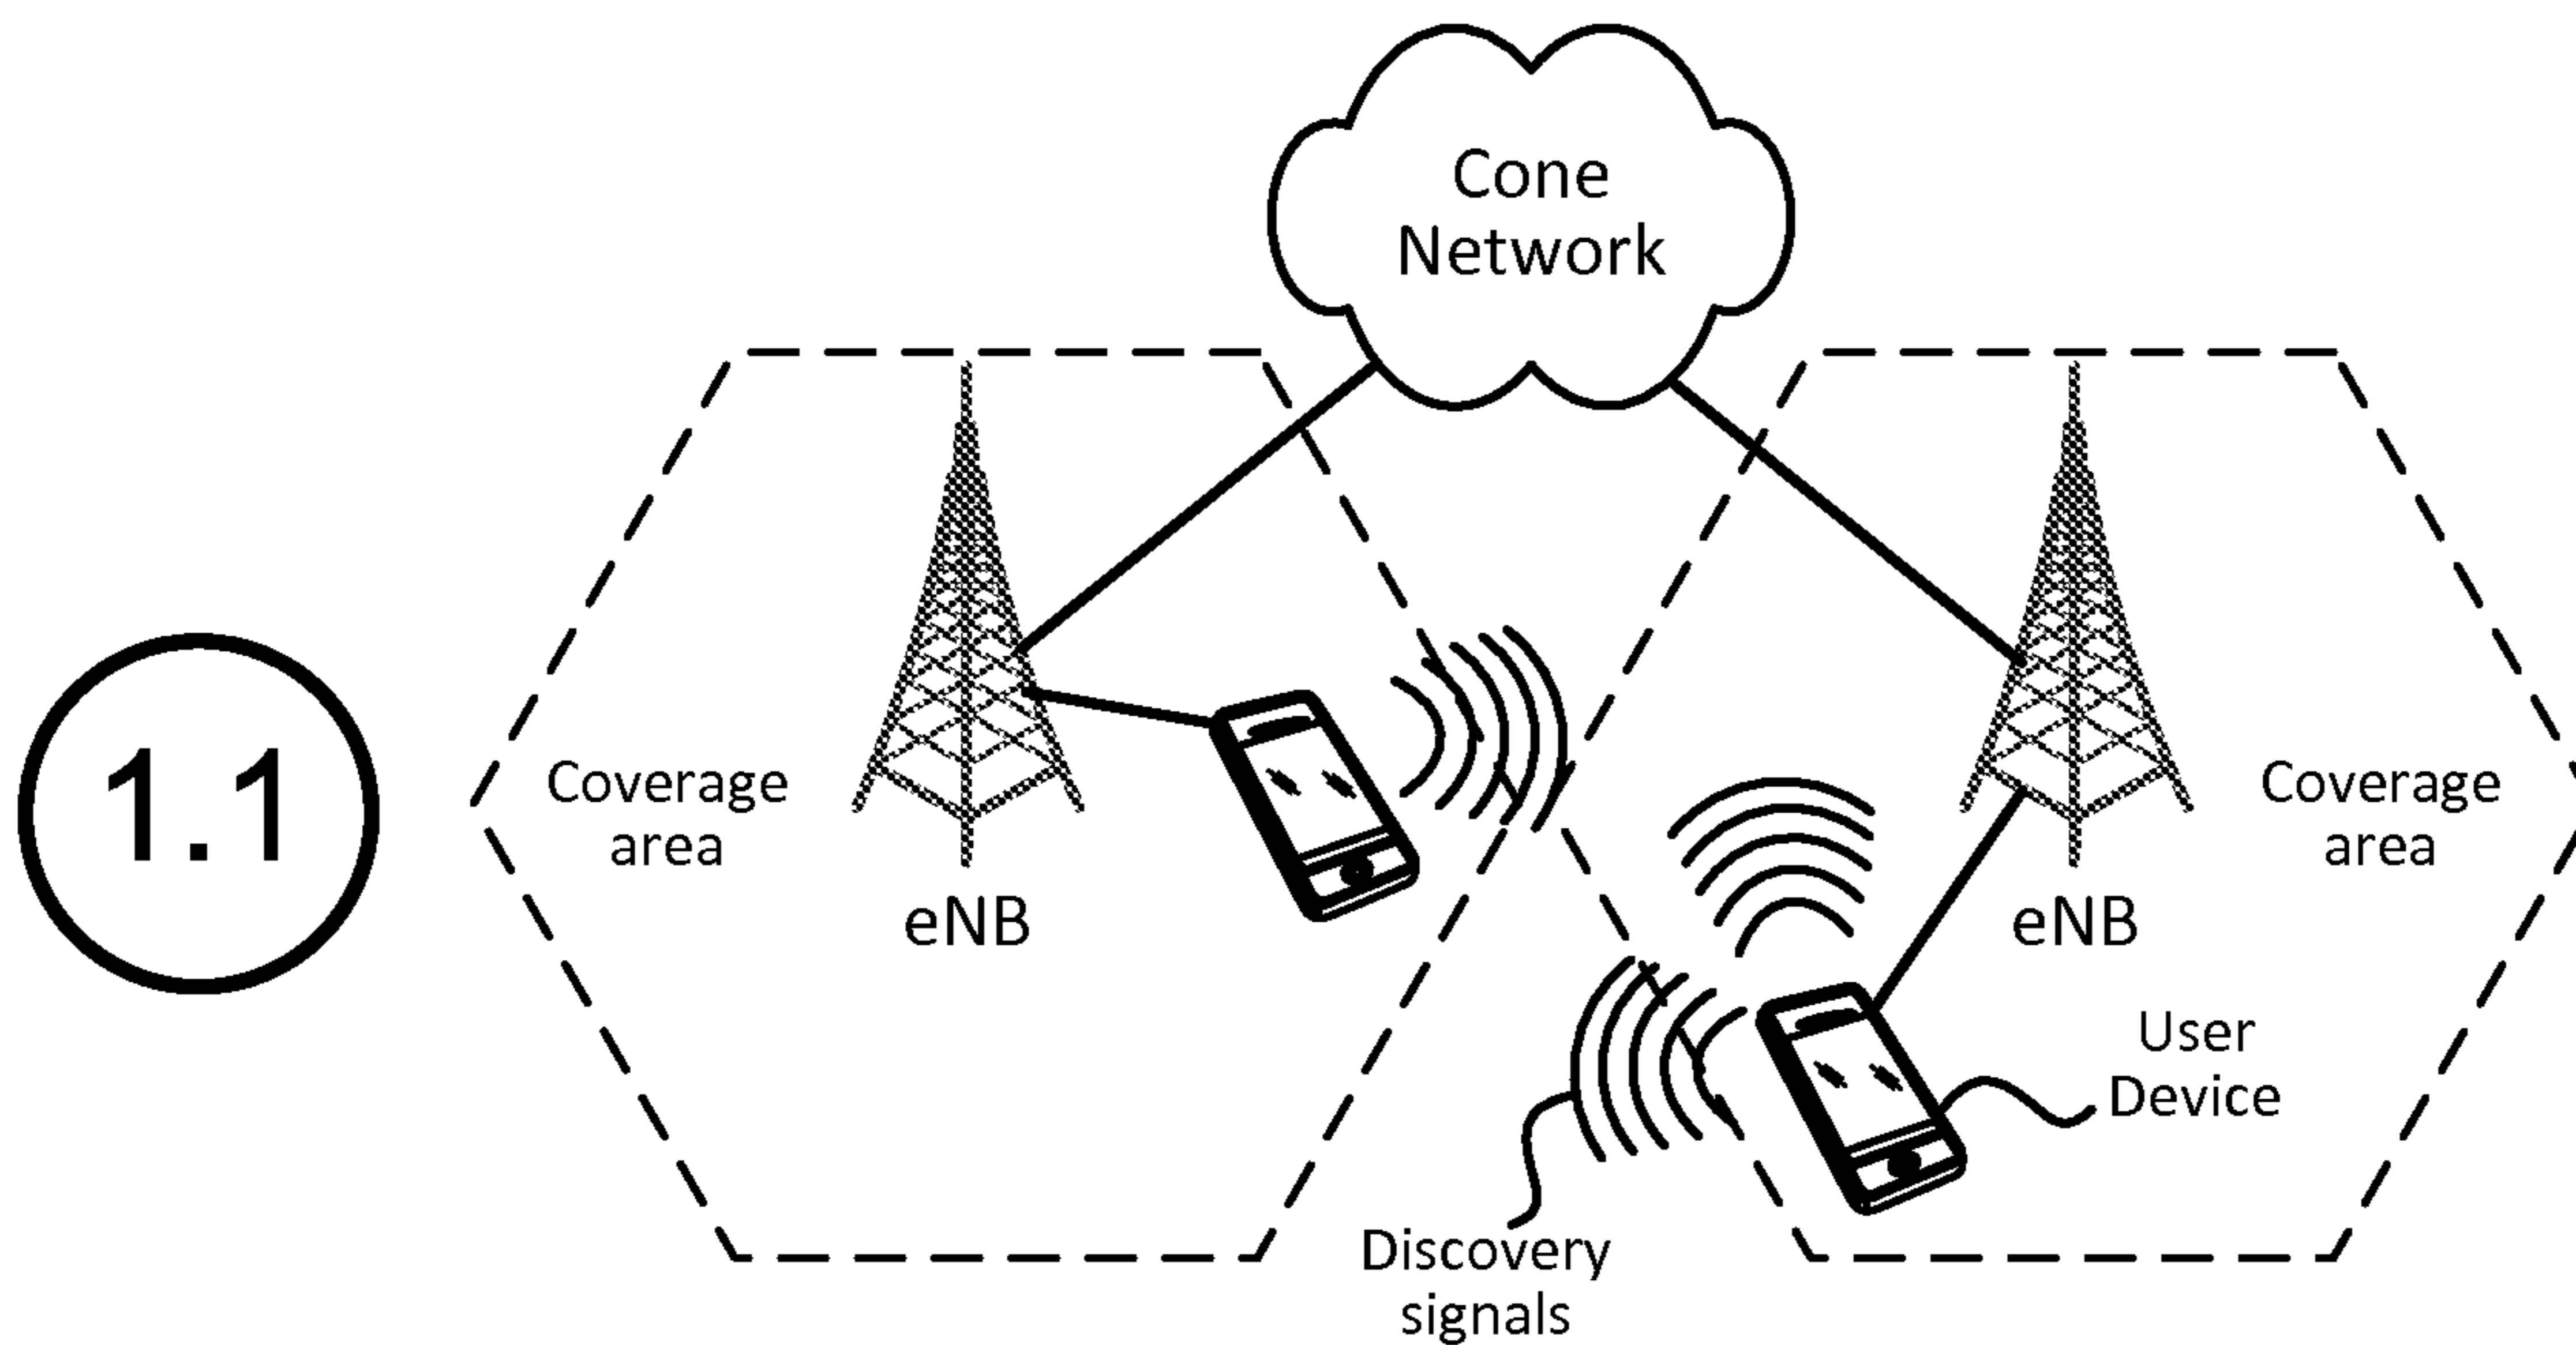 Cone
Network
1.1
Coverage
area
eNB
Coverage
area
eNB
User
Device
Discovery
signals